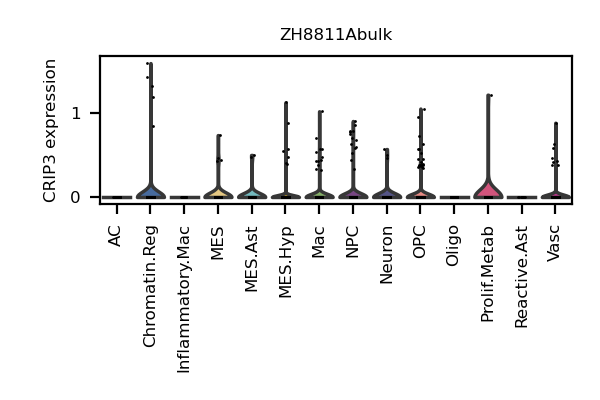 ZH8811Abulk
CRIP3 expression
1
0
AC
Chromatin.Reg
Inflammatory.Mac
MES
MES.Ast
MES.Hyp
Mac
NPC
Neuron
OPC
Oligo
Prolif.Metab
Reactive.Ast
Vasc